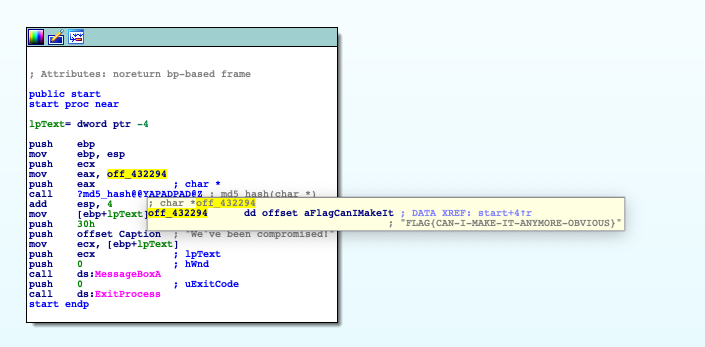 ; Attributes: noreturn bp-based frame
public start
start proc near
lpText= dword ptr -4
push ebp
mov ebp, esp
push ecx
mov eax, off_432294
push eax ; char *
call ?md5_hash@@YAPADPAD@Z ; md5_hash(char *)
add esp, 4
mov [ebp+lpText]
push 30h
push offset Caption ; "We've been compromised!"
mov ecx, [ebp+lpText]
push ecx ; lpText
push 0 ; hWnd
call ds:MessageBoxA
push 0 ; uExitCode
call ds:ExitProcess
start endp
; char *off_432294
off_432294 dd offset aFlagCanIMakeIt ; DATA XREF: start+4↑r
; "FLAG{CAN-I-MAKE-IT-ANYMORE-OBVIOUS}"